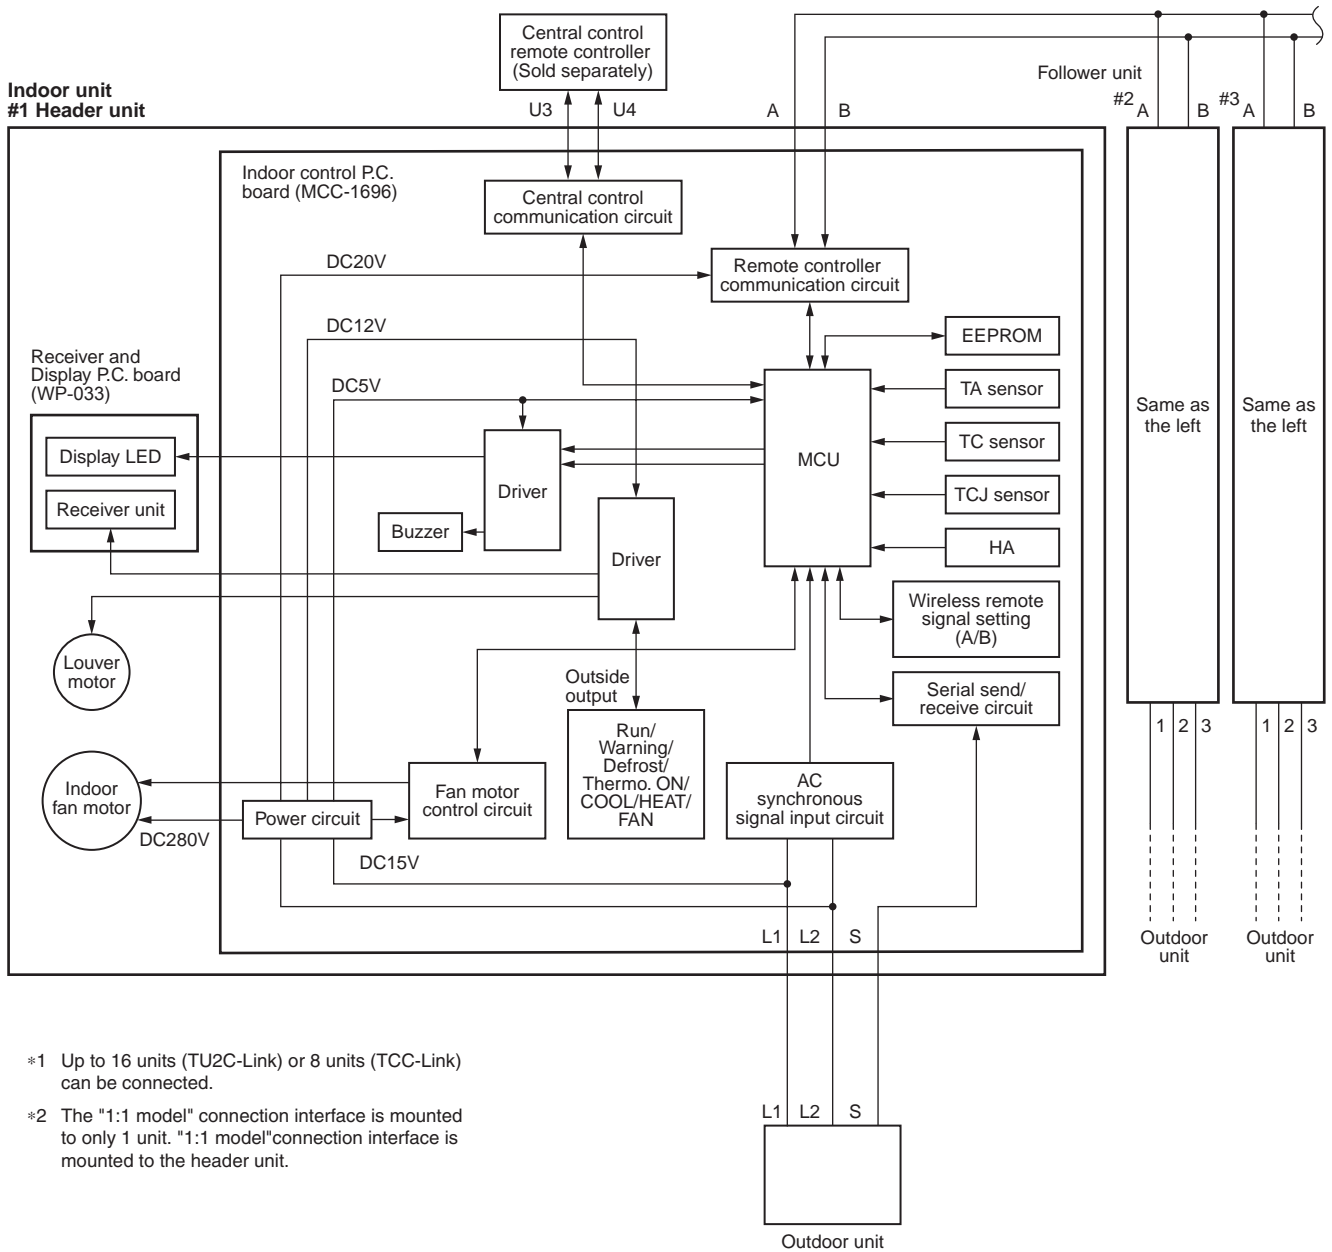 Central control
remote controller
(Sold separately)
Follower unit
Indoor unit
#1 Header unit
U3
U4
A
B
#2
A
B
#3
A
B
Indoor control P.C.
board (MCC-1696)
Central control
communication circuit
DC20V
Remote controller
communication circuit
DC12V
EEPROM
Receiver and
Display P.C. board
(WP-033)
DC5V
TA sensor
Same as
the left
Same as
the left
Display LED
TC sensor
MCU
Driver
TCJ sensor
Receiver unit
Buzzer
HA
Driver
Wireless remote
signal setting
(A/B)
Louver
motor
Outside
output
Serial send/
receive circuit
Run/
Warning/
Defrost/
Thermo. ON/
COOL/HEAT/
FAN
1
2
3
1
2
3
Indoor
fan motor
Fan motor
control circuit
AC
synchronous
signal input circuit
Power circuit
DC280V
DC15V
L1
L2
S
Outdoor
unit
Outdoor
unit
*1 Up to 16 units (TU2C-Link) or 8 units (TCC-Link)
can be connected.
*2 The "1:1 model" connection interface is mounted
to only 1 unit. "1:1 model"connection interface is
mounted to the header unit.
L1
L2
S
Outdoor unit